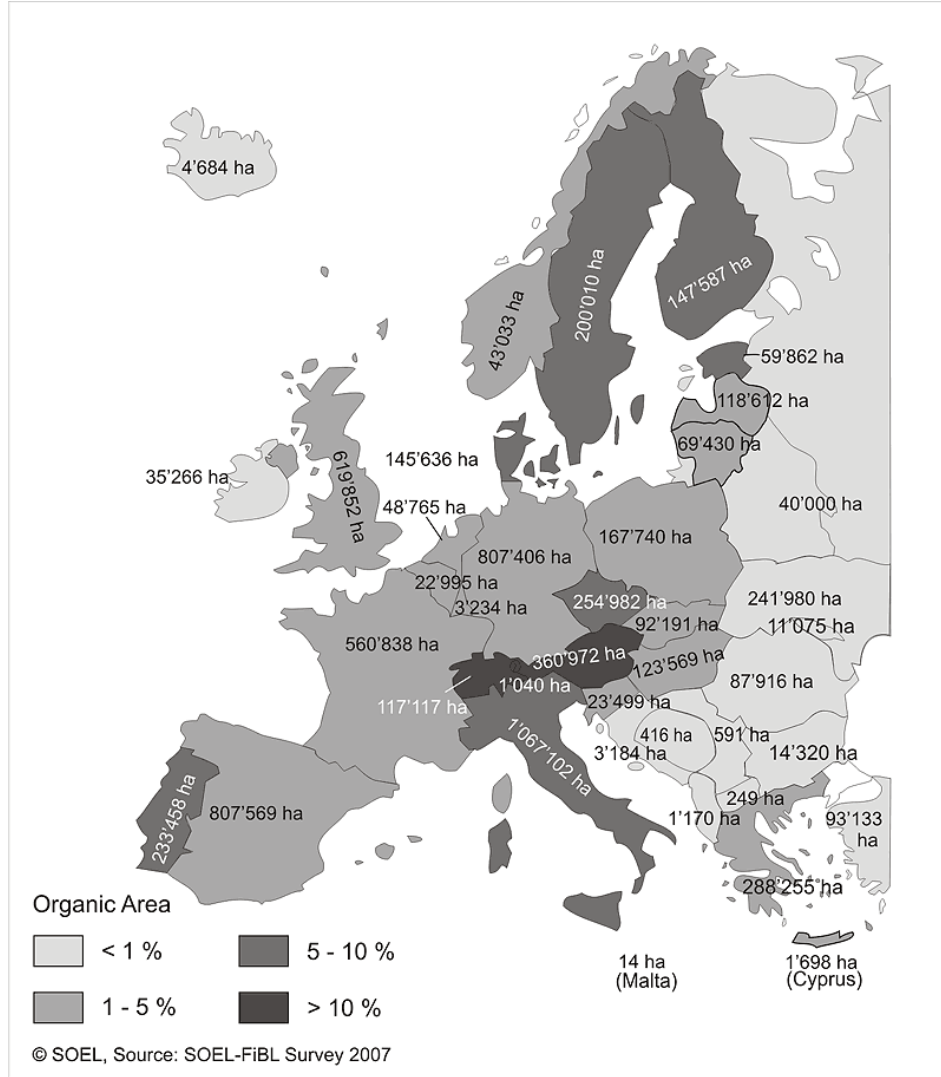 4’684 ha
43’033 ha
200’010 ha
147’587 ha
59’862 ha
118’612 ha
69’430 ha
35’266 ha
619’852 ha
145’636 ha
48’765 ha
40’000 ha
807’406 ha
167’740 ha
22’995 ha
3’234 ha
254’982 ha
241’980 ha
92’191 ha
11’075 ha
560’838 ha
360’972 ha
123’569 ha
1’040 ha
87’916 ha
117’117 ha
23’499 ha
416 ha
591 ha
3’184 ha
14’320 ha
1’067’102 ha
249 ha
1’170 ha
93’133
ha
233’458 ha
807’569 ha
288’255 ha
Organic Area
< 1 %
5 - 10 %
1 - 5 %
> 10 %
14 ha
(Malta)
1’698 ha
(Cyprus)
© SOEL, Source: SOEL-FiBL Survey 2007